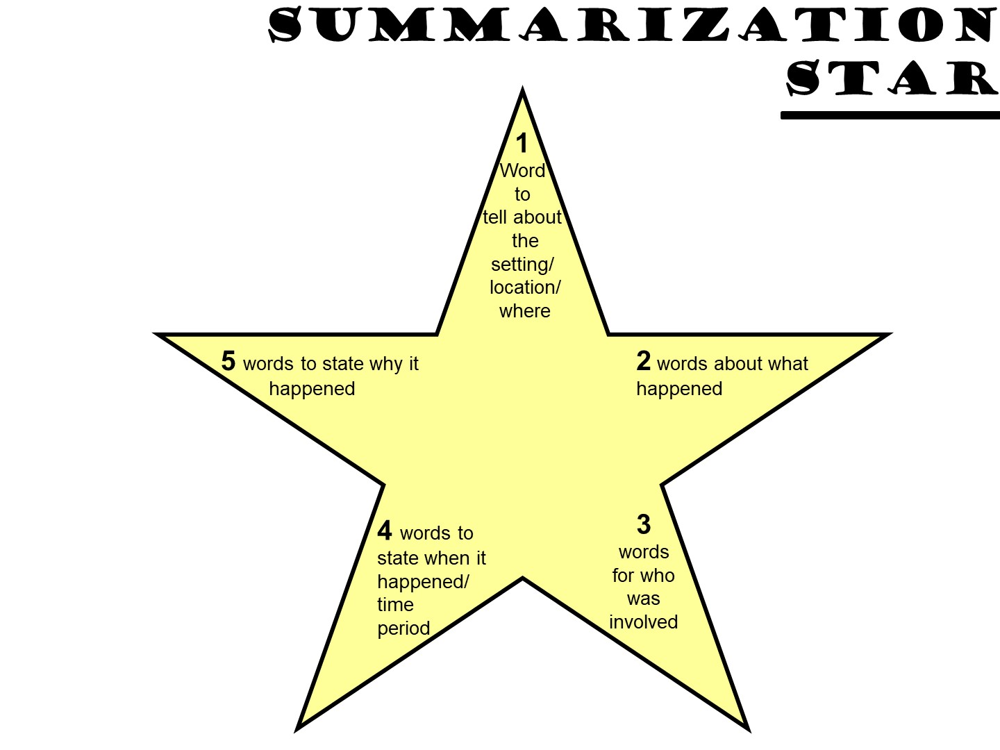 SUMMARIZATION
STAR
1
Word
to
tell about
the
setting/
location/
where
2 words about what
happened
3
words
for who
was
involved
4 words to
state when it
happened/
time
period
5 words to state why it
happened